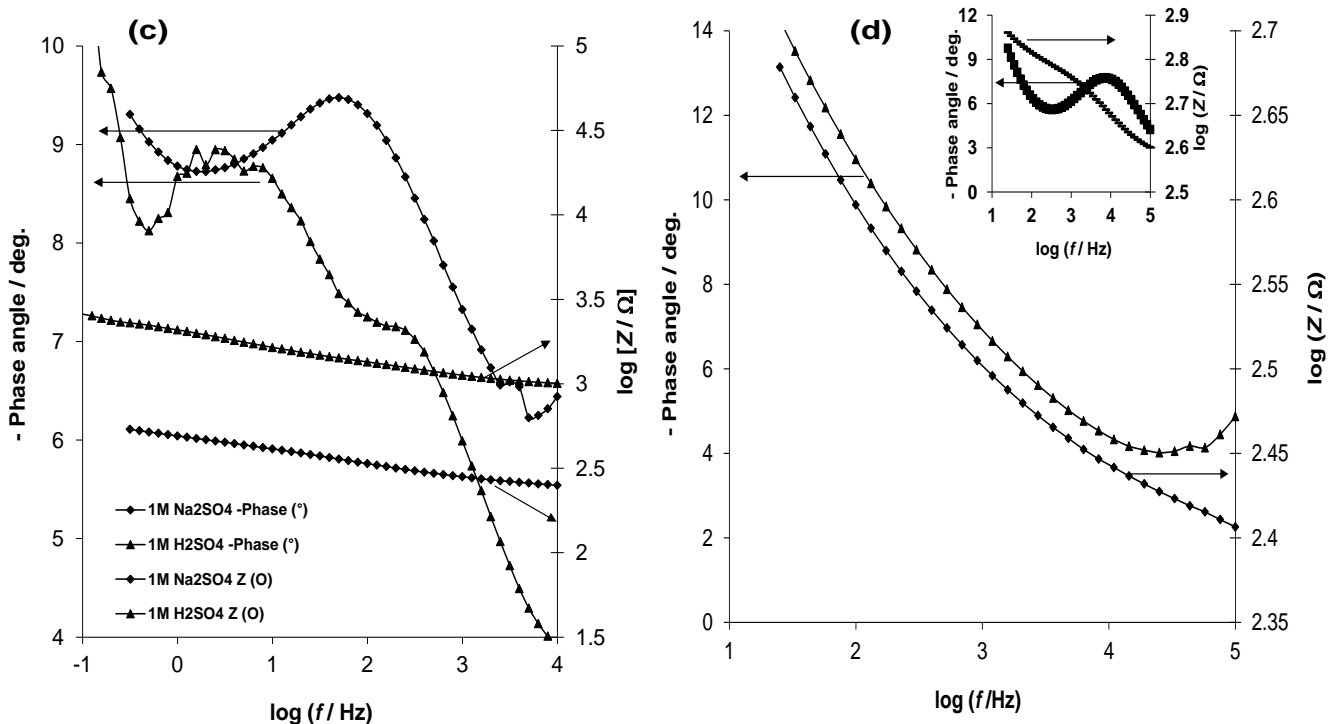 (c)
10
9
8
7
6
5
4
- Phase angle / deg.
5
4.5
4
3.5
3
2.5
2
1.5
log [Z / Ω]
1M Na2SO4 -Phase (°)
1M H2SO4 -Phase (°)
1M Na2SO4 Z (O)
1M H2SO4 Z (O)
-1 0 1 2 3 4
log (f / Hz)
(d)
14
12
10
8
6
4
2
0
- Phase angle / deg.
2.7
2.65
2.6
2.55
2.5
2.45
2.4
2.35
log (Z / Ω)
1 2 3 4 5
log (f /Hz)
12
9
6
3
0
- Phase angle / deg.
2.9
2.8
2.7
2.6
2.5
log (Z / Ω)
1 2 3 4 5
log (f / Hz)